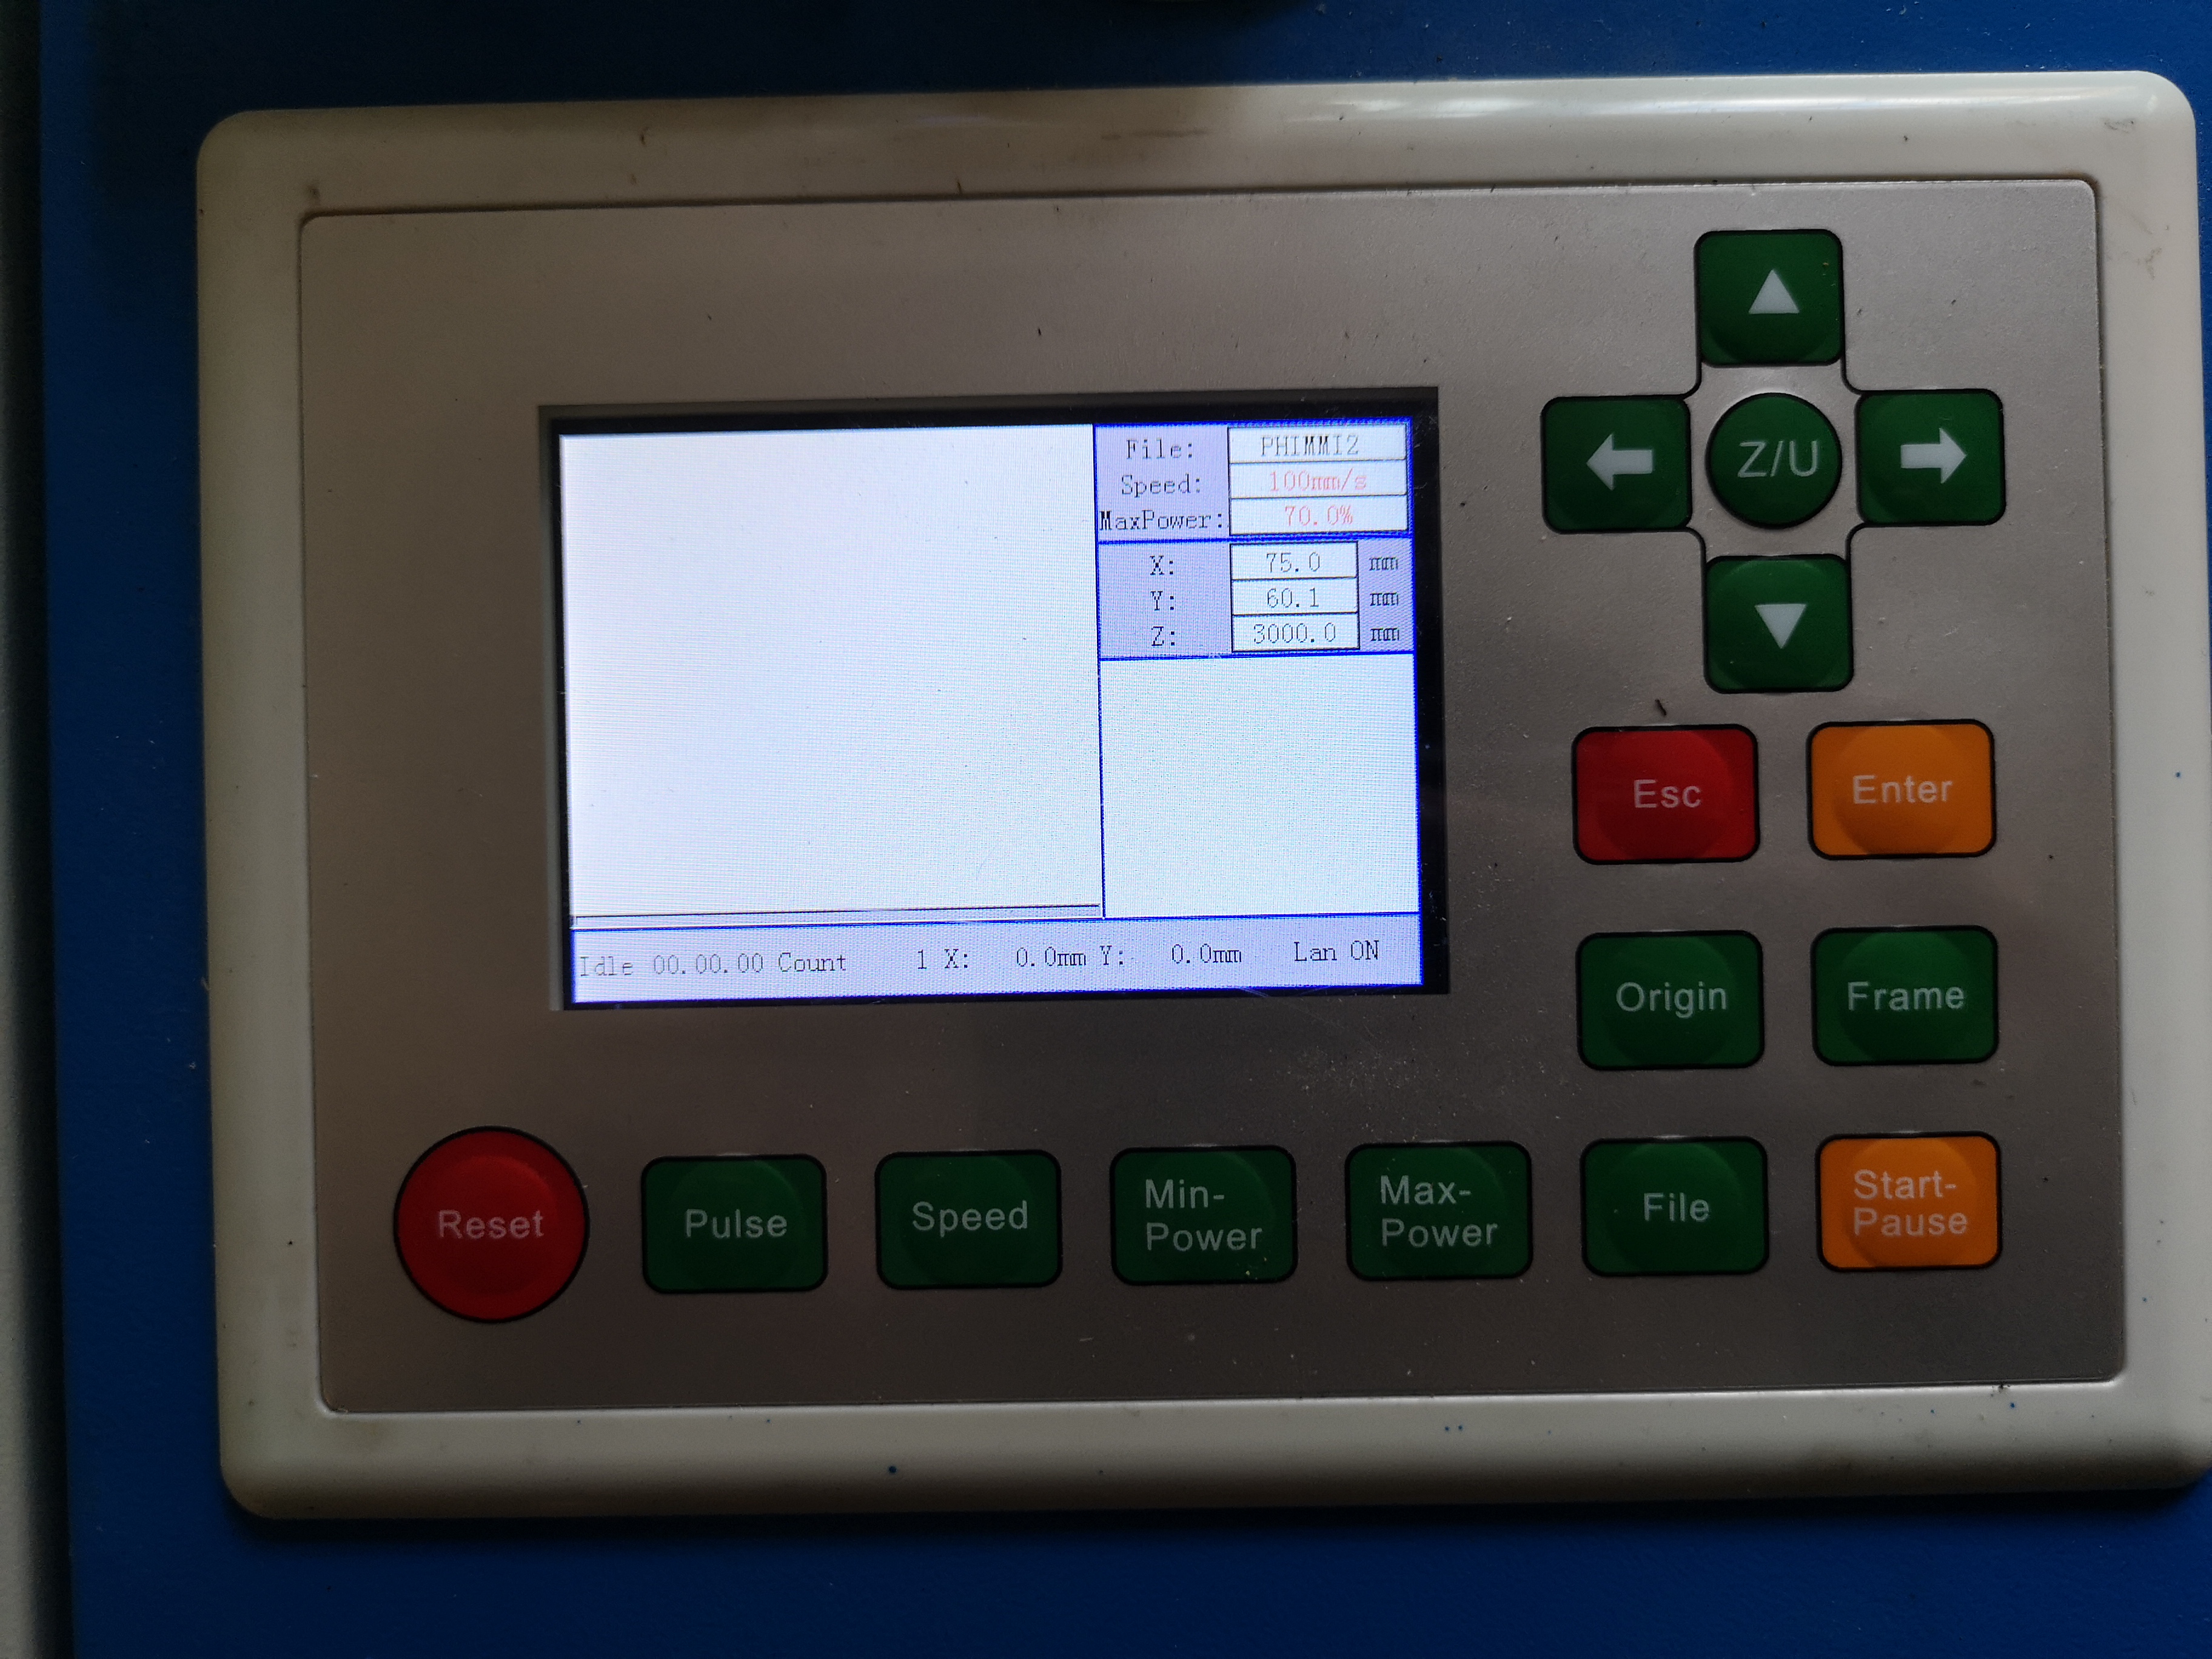 File: PHIMMI2
Speed: 100mm/s
MaxPower: 70.0%
X: 75.0 mm
Y: 60.1 mm
Z: 3000.0 mm
Idle 00.00.00 Count 1 X: 0.0mm Y: 0.0mm Lan ON
Z/U
Esc
Enter
Origin
Frame
Reset
Pulse
Speed
Min-
Power
Max-
Power
File
Start-
Pause